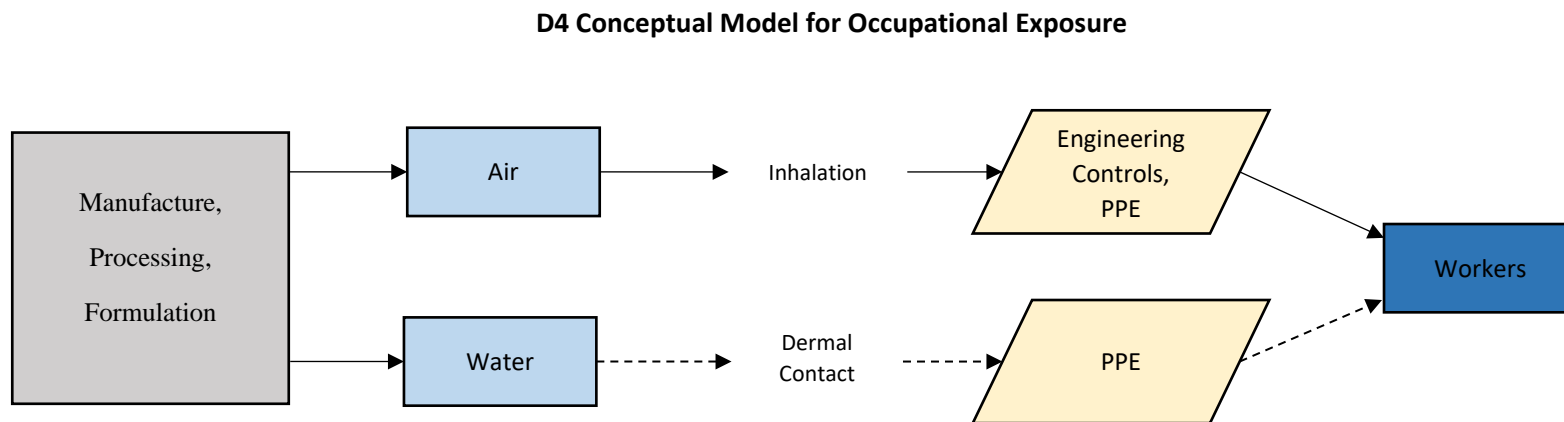 D4 Conceptual Model for Occupational Exposure
Manufacture,
Processing,
Formulation
Air
Inhalation
Engineering
Controls,
PPE
Workers
Water
Dermal
Contact
PPE